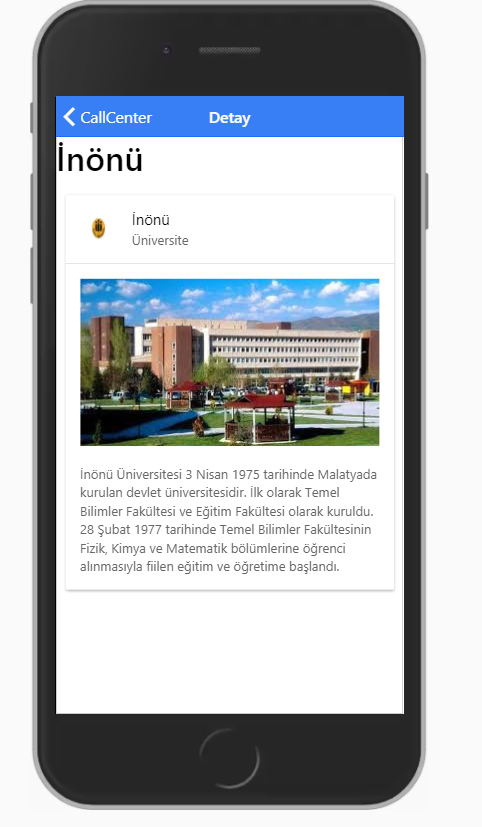 CallCenter
Detay
İnönü
İnönü
Üniversite
İnönü Üniversitesi 3 Nisan 1975 tarihinde Malatyada
kurulan devlet üniversitesidir. İlk olarak Temel
Bilimler Fakültesi ve Eğitim Fakültesi olarak kuruldu.
28 Şubat 1977 tarihinde Temel Bilimler Fakültesinin
Fizik, Kimya ve Matematik bölümlerine öğrenci
alınmasıyla fiilen eğitim ve öğretime başlandı.